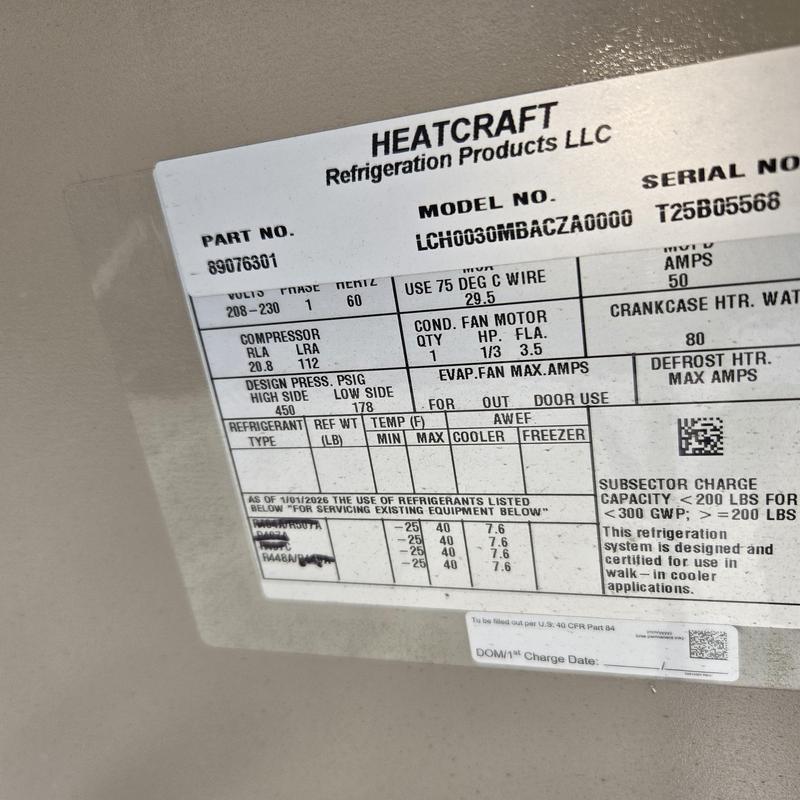 HEATCRAFT
Refrigeration Products LLC
PART NO. MODEL NO. SERIAL NO
89076301 LCH0030MBACZA0000 T25B05568
VOLTS PHASE HERTZ
208-230 1 60
USE 75 DEG C WIRE
29.5
AMPS
50
COMPRESSOR
RLA LRA
20.8 112
COND. FAN MOTOR
QTY HP. FLA.
1 1/3 3.5
CRANKCASE HTR. WAT
80
DESIGN PRESS. PSIG
HIGH SIDE LOW SIDE
450 178
EVAP.FAN MAX.AMPS
FOR OUT DOOR USE
DEFROST HTR.
MAX AMPS
REFRIGERANT TYPE
REF WT (LB)
TEMP (F)
MIN MAX
AWEF
COOLER FREEZER
AS OF 1/01/2026 THE USE OF REFRIGERANTS LISTED
BELOW "FOR SERVICING EXISTING EQUIPMENT BELOW"
-25 40 7.6
-25 40 7.6
-25 40 7.6
R448A/ -25 40 7.6
SUBSECTOR CHARGE
CAPACITY <200 LBS FOR
<300 GWP; >=200 LBS
This refrigeration
system is designed and
certified for use in
walk-in cooler
applications.
To be filled out per U.S. 40 CFR Part 84
DOM/1st Charge Date: ______/